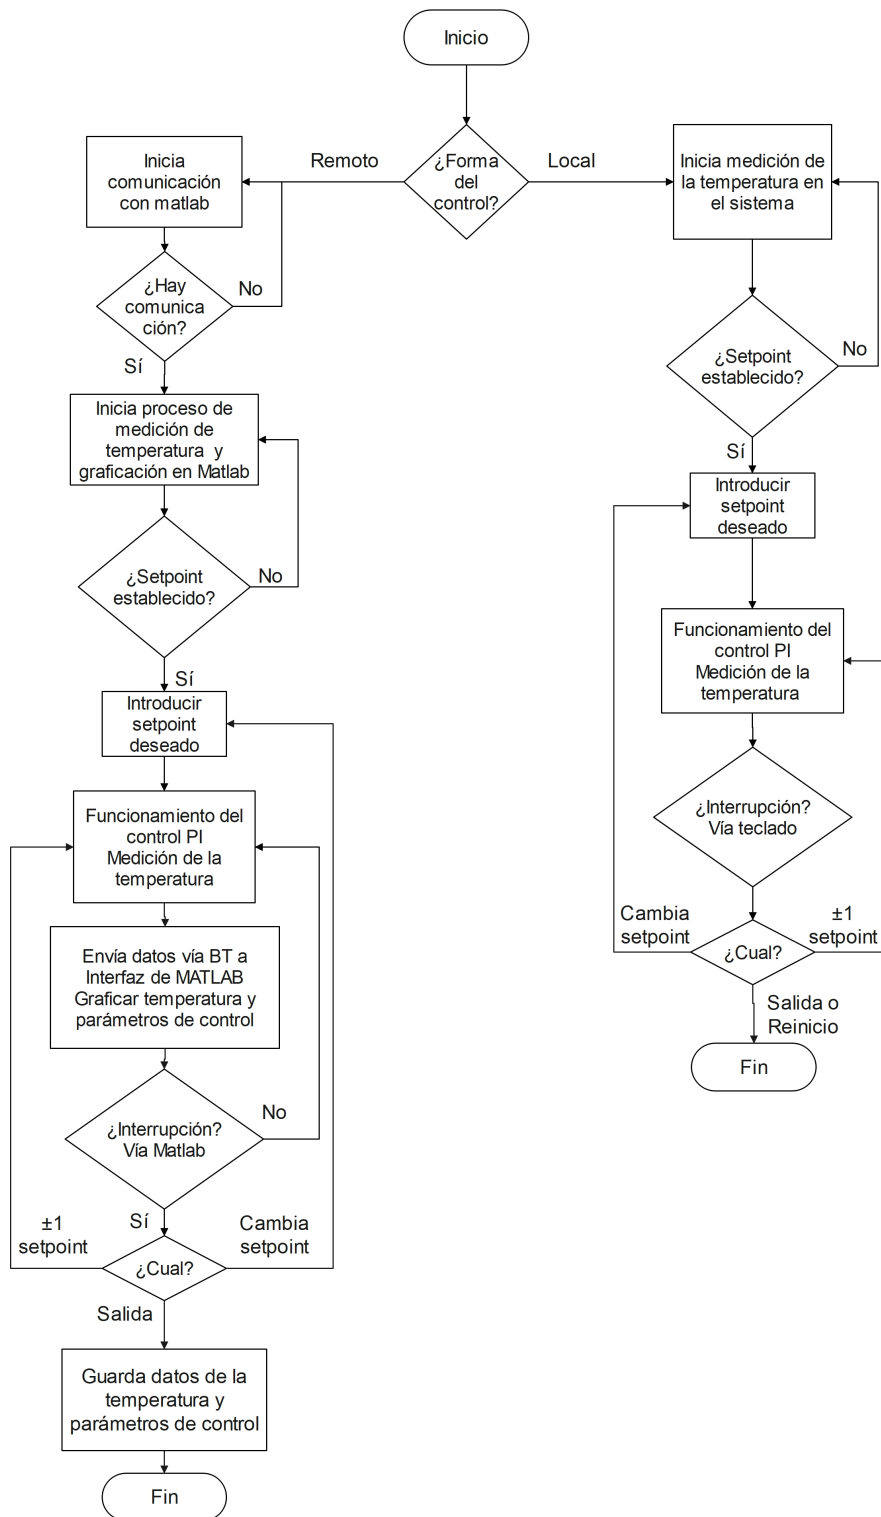 Inicio
¿Forma
del
control?
Remoto
Local
Inicia
comunicación
con matlab
¿Hay
comunica
ción?
No
Sí
Inicia proceso de
medición de
temperatura y
graficación en Matlab
¿Setpoint
establecido?
No
Sí
Introducir
setpoint
deseado
Funcionamiento del
control PI
Medición de la
temperatura
Envía datos vía BT a
Interfaz de MATLAB
Graficar temperatura y
parámetros de control
¿Interrupción?
Vía Matlab
No
Sí
±1
setpoint
Cambia
setpoint
¿Cual?
Salida
Guarda datos de la
temperatura y
parámetros de control
Fin
Inicia medición de
la temperatura en
el sistema
¿Setpoint
establecido?
No
Sí
Introducir
setpoint
deseado
Funcionamiento del
control PI
Medición de la
temperatura
¿Interrupción?
Vía teclado
Cambia
setpoint
±1
setpoint
¿Cual?
Salida o
Reinicio
Fin